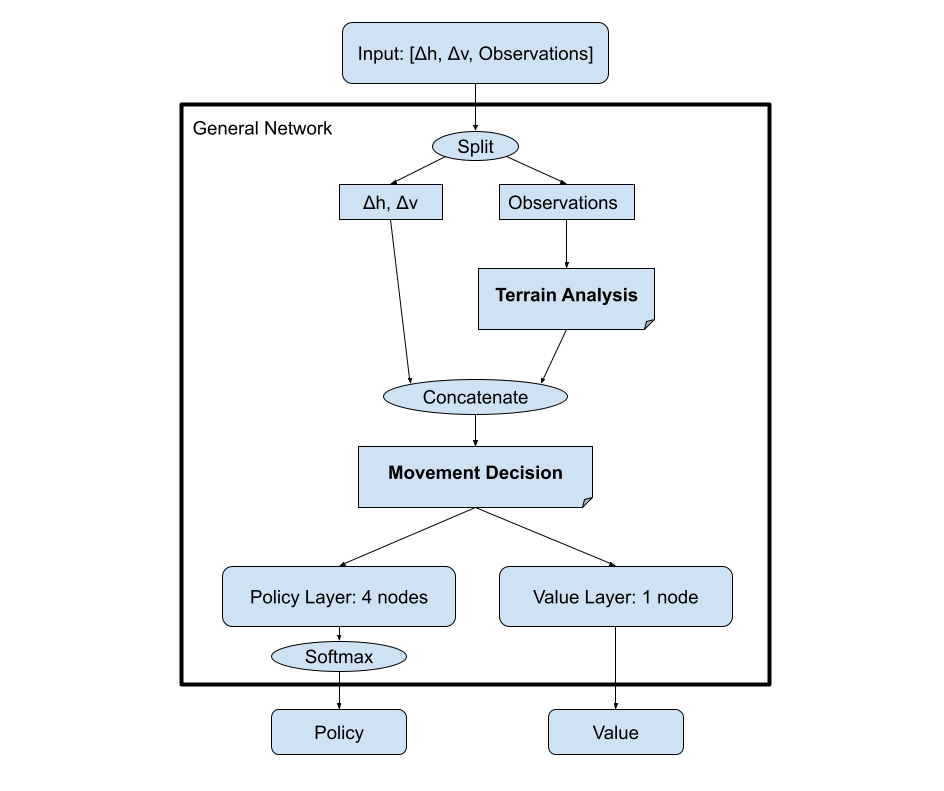 Input: [Δh, Δv, Observations]
General Network
Split
Δh, Δv
Observations
Terrain Analysis
Concatenate
Movement Decision
Policy Layer: 4 nodes
Value Layer: 1 node
Softmax
Policy
Value